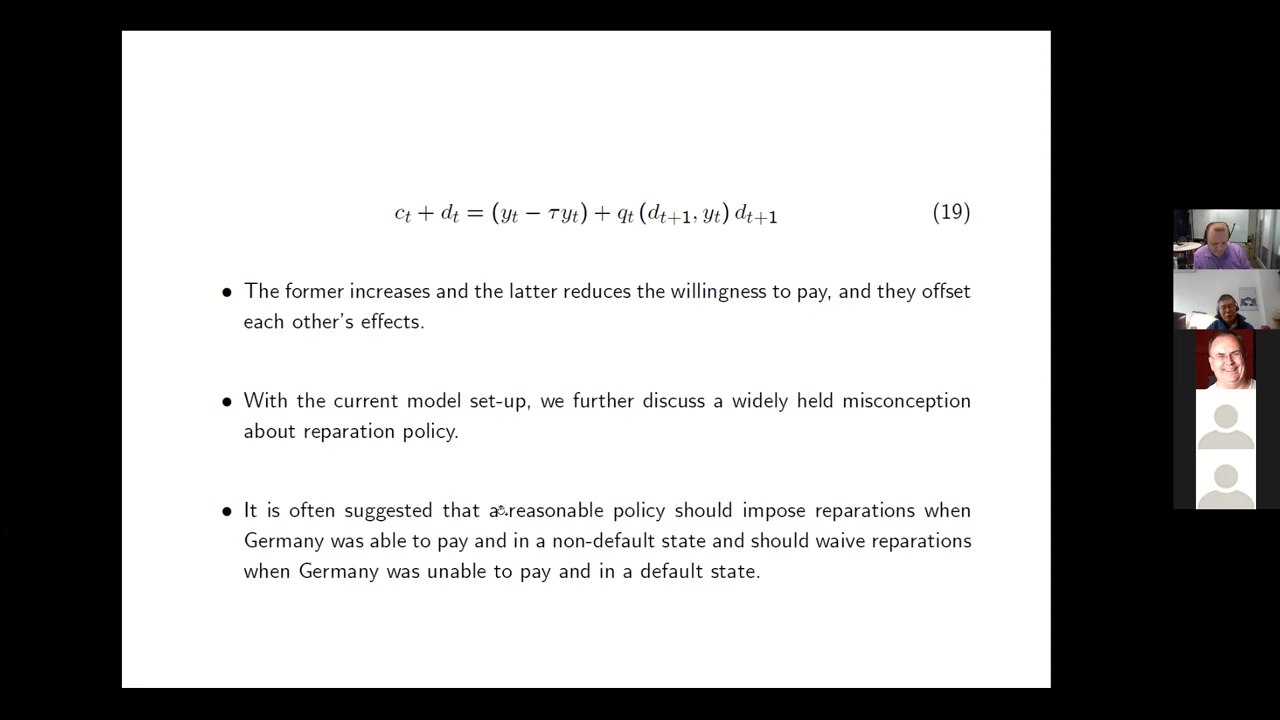 c_t + d_t = (y_t − τy_t) + q_t (d_{t+1}, y_t) d_{t+1} (19)
• The former increases and the latter reduces the willingness to pay, and they offset
each other's effects.
• With the current model set-up, we further discuss a widely held misconception
about reparation policy.
• It is often suggested that a reasonable policy should impose reparations when
Germany was able to pay and in a non-default state and should waive reparations
when Germany was unable to pay and in a default state.